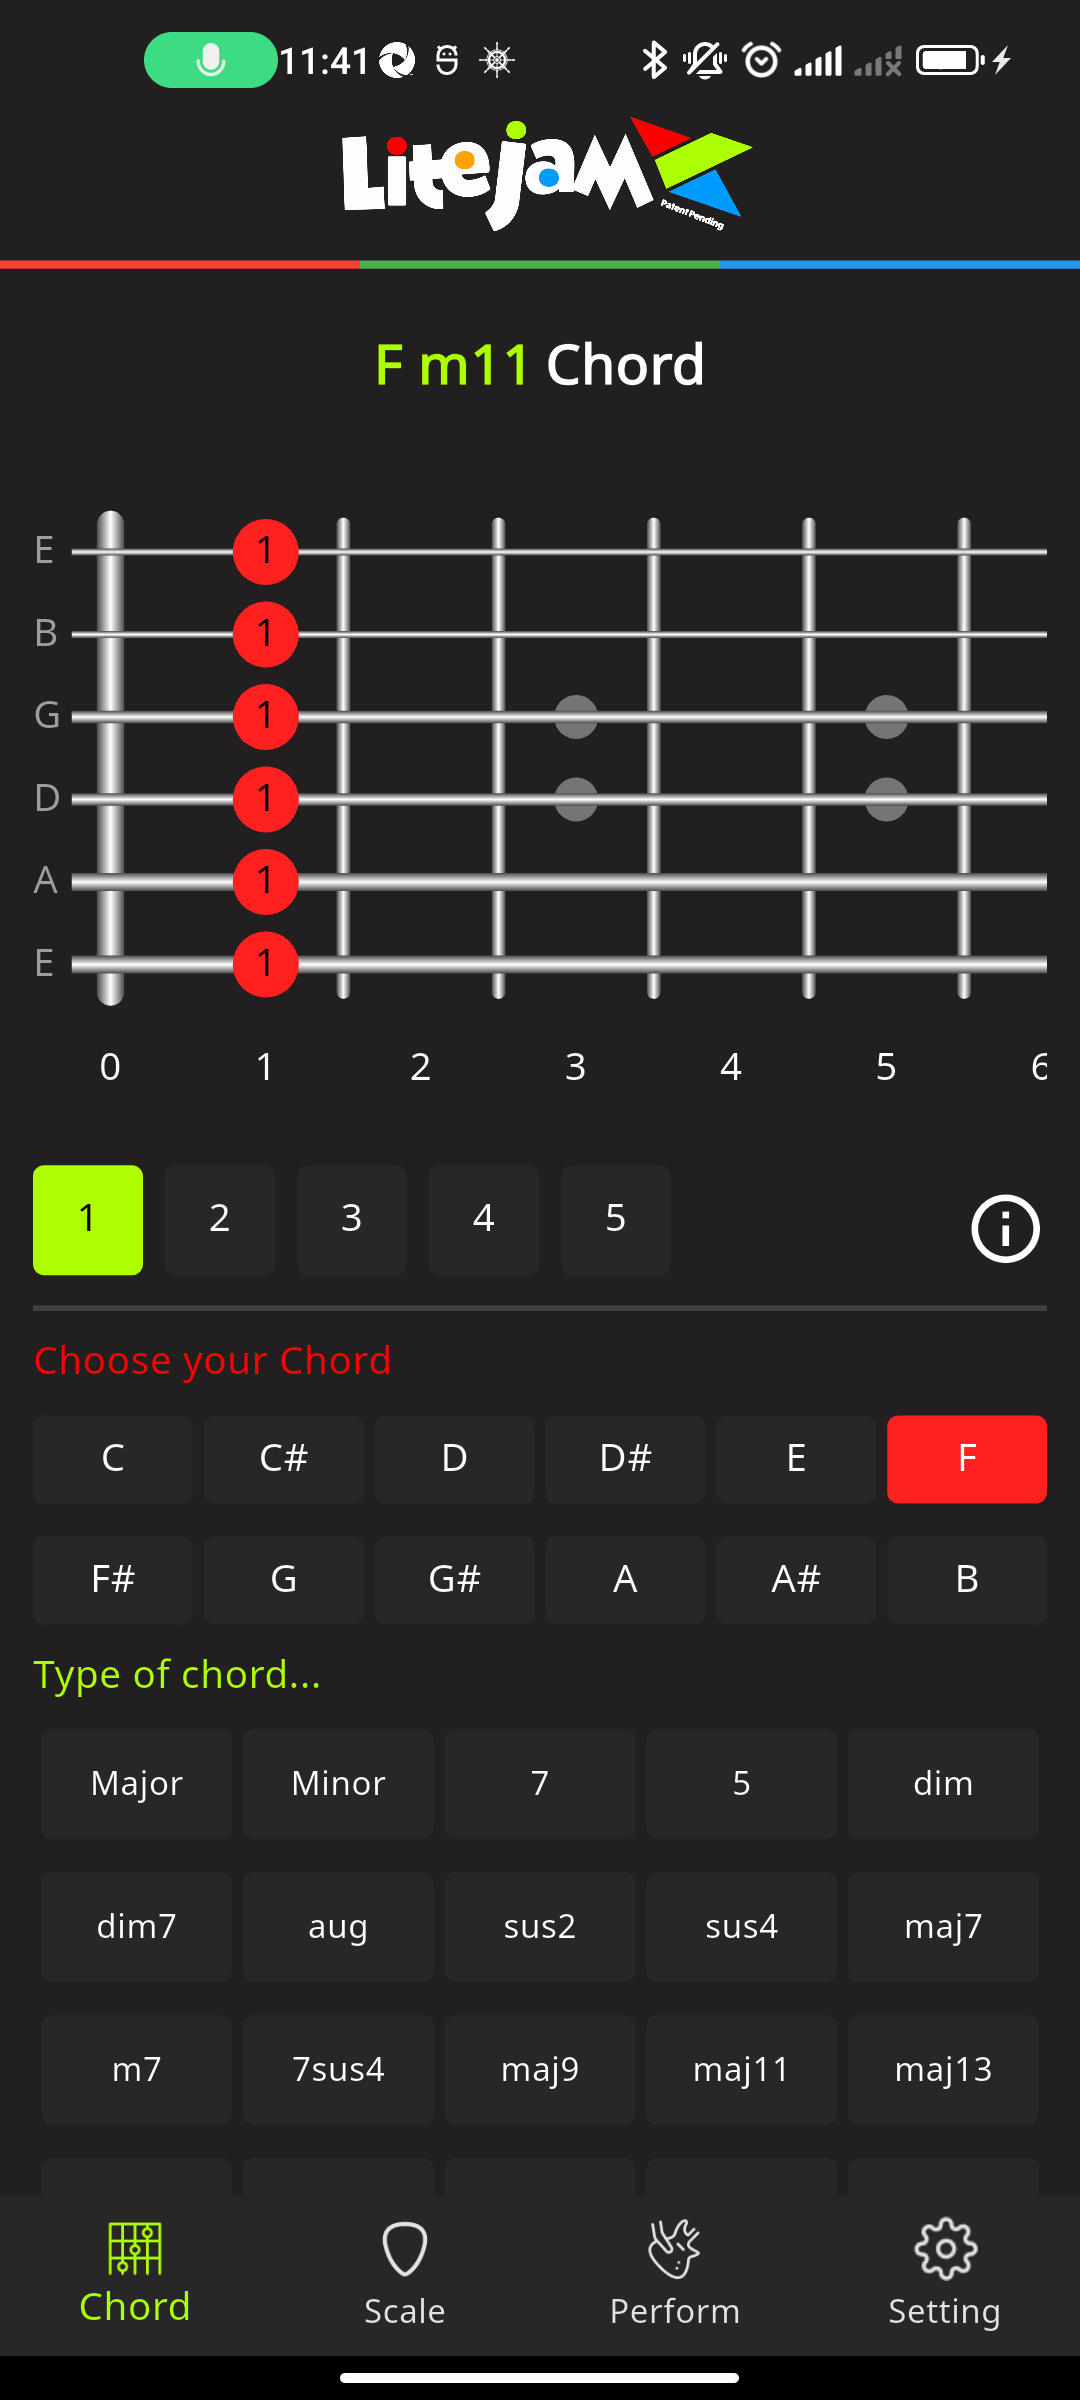 11:41
Litejam
Patent Pending
F m11 Chord
E 1
B 1
G 1
D 1
A 1
E 1
0 1 2 3 4 5 6
1 2 3 4 5
Choose your Chord
C C# D D# E F
F# G G# A A# B
Type of chord...
Major Minor 7 5 dim
dim7 aug sus2 sus4 maj7
m7 7sus4 maj9 maj11 maj13
Chord Scale Perform Setting